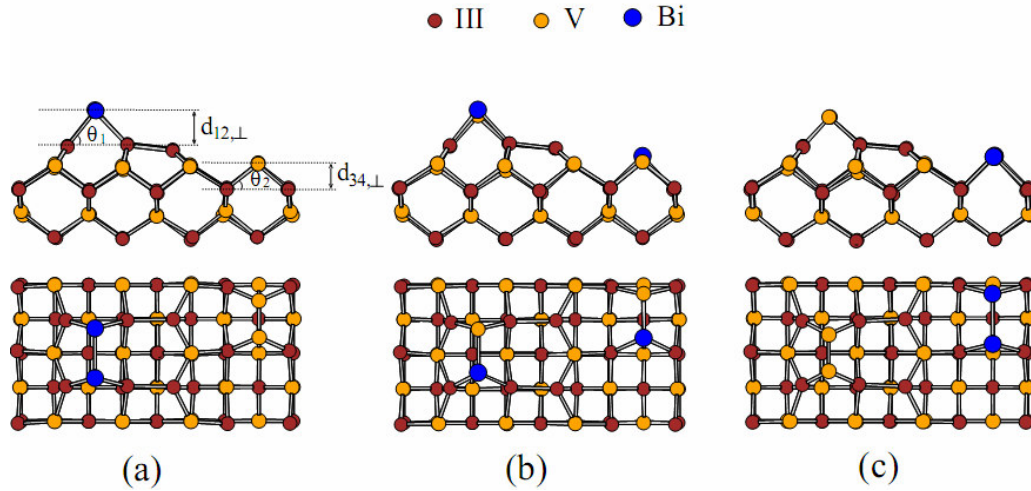 III V Bi
θ1 d12,⊥
θ2 d34,⊥
(a) (b) (c)